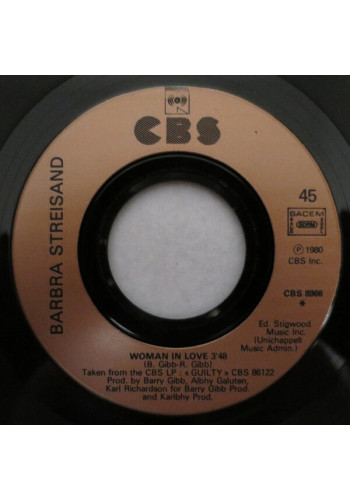 CBS
BARBRA STREISAND
45
SACEM
℗ 1980
CBS Inc.
CBS 8966
*
Ed. Stigwood
Music Inc.
(Unichappell
Music Admin.)
WOMAN IN LOVE 3'48
(B. Gibb-R. Gibb)
Taken from the CBS LP : « GUILTY » CBS 86122
Prod. by Barry Gibb, Albhy Galuten,
Karl Richardson for Barry Gibb Prod.
and Karlbhy Prod.